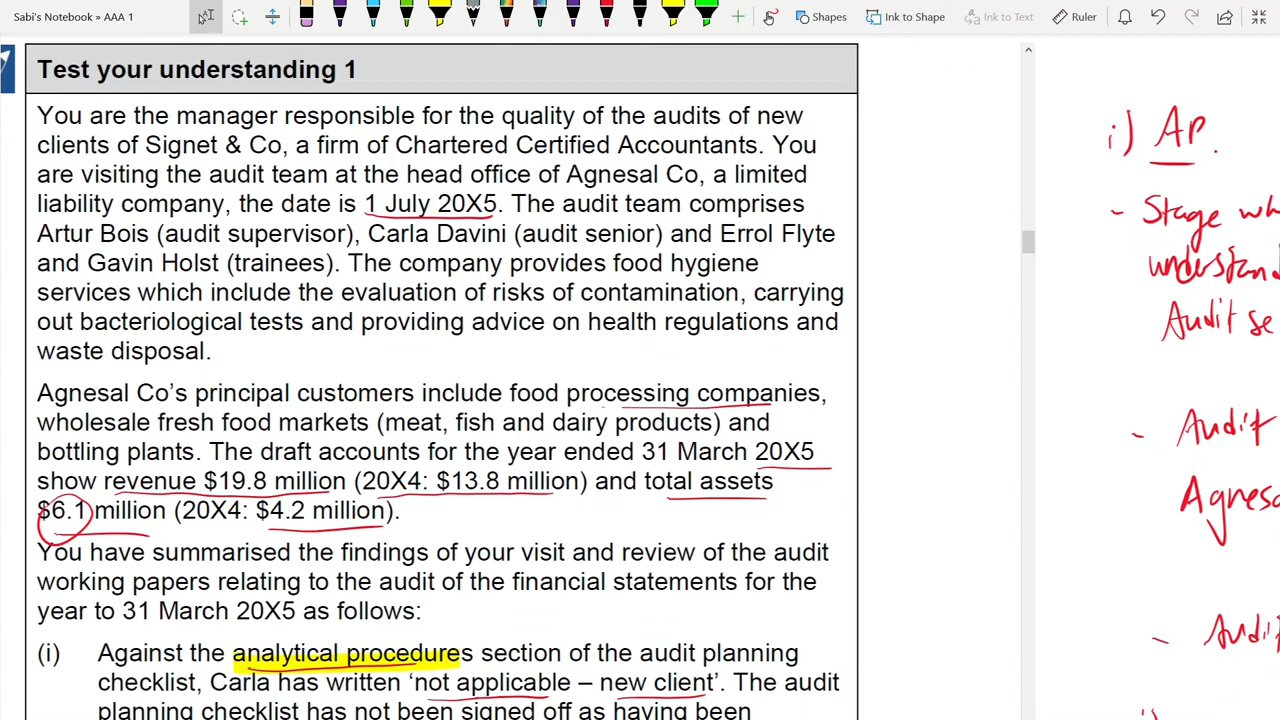 Sabi's Notebook » AAA 1
Shapes
Ink to Shape
Ink to Text
Ruler
Test your understanding 1
You are the manager responsible for the quality of the audits of new
clients of Signet & Co, a firm of Chartered Certified Accountants. You
are visiting the audit team at the head office of Agnesal Co, a limited
liability company, the date is 1 July 20X5. The audit team comprises
Artur Bois (audit supervisor), Carla Davini (audit senior) and Errol Flyte
and Gavin Holst (trainees). The company provides food hygiene
services which include the evaluation of risks of contamination, carrying
out bacteriological tests and providing advice on health regulations and
waste disposal.
Agnesal Co's principal customers include food processing companies,
wholesale fresh food markets (meat, fish and dairy products) and
bottling plants. The draft accounts for the year ended 31 March 20X5
show revenue $19.8 million (20X4: $13.8 million) and total assets
$6.1 million (20X4: $4.2 million).
You have summarised the findings of your visit and review of the audit
working papers relating to the audit of the financial statements for the
year to 31 March 20X5 as follows:
(i) Against the analytical procedures section of the audit planning
checklist, Carla has written 'not applicable – new client'. The audit
planning checklist has not been signed off as having been
i) AP.
- Stage wh
understand
Audit se
- Audit
Agnesa
- Audit